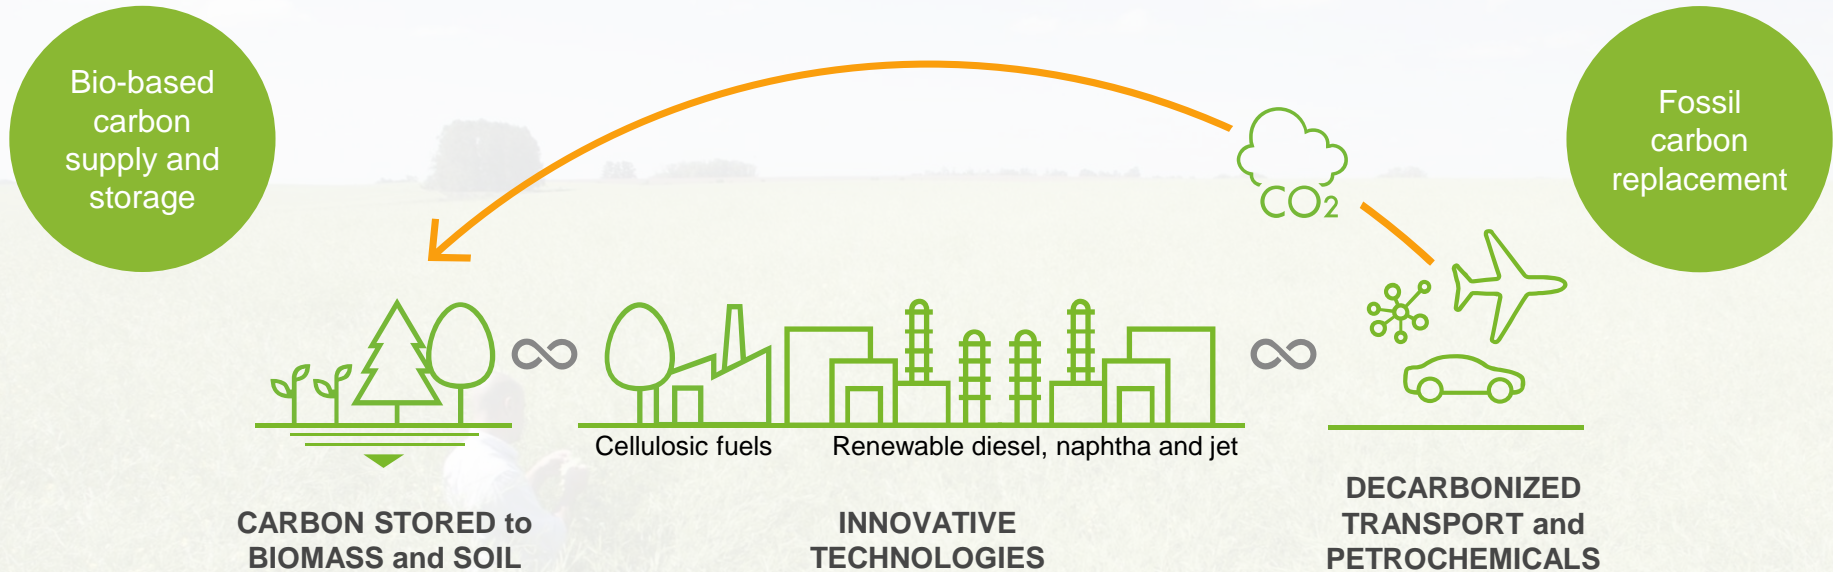 Bio-based
carbon
supply and
storage
Fossil
carbon
replacement
CO2
Cellulosic fuels
Renewable diesel, naphtha and jet
CARBON STORED to
BIOMASS and SOIL
INNOVATIVE
TECHNOLOGIES
DECARBONIZED
TRANSPORT and
PETROCHEMICALS